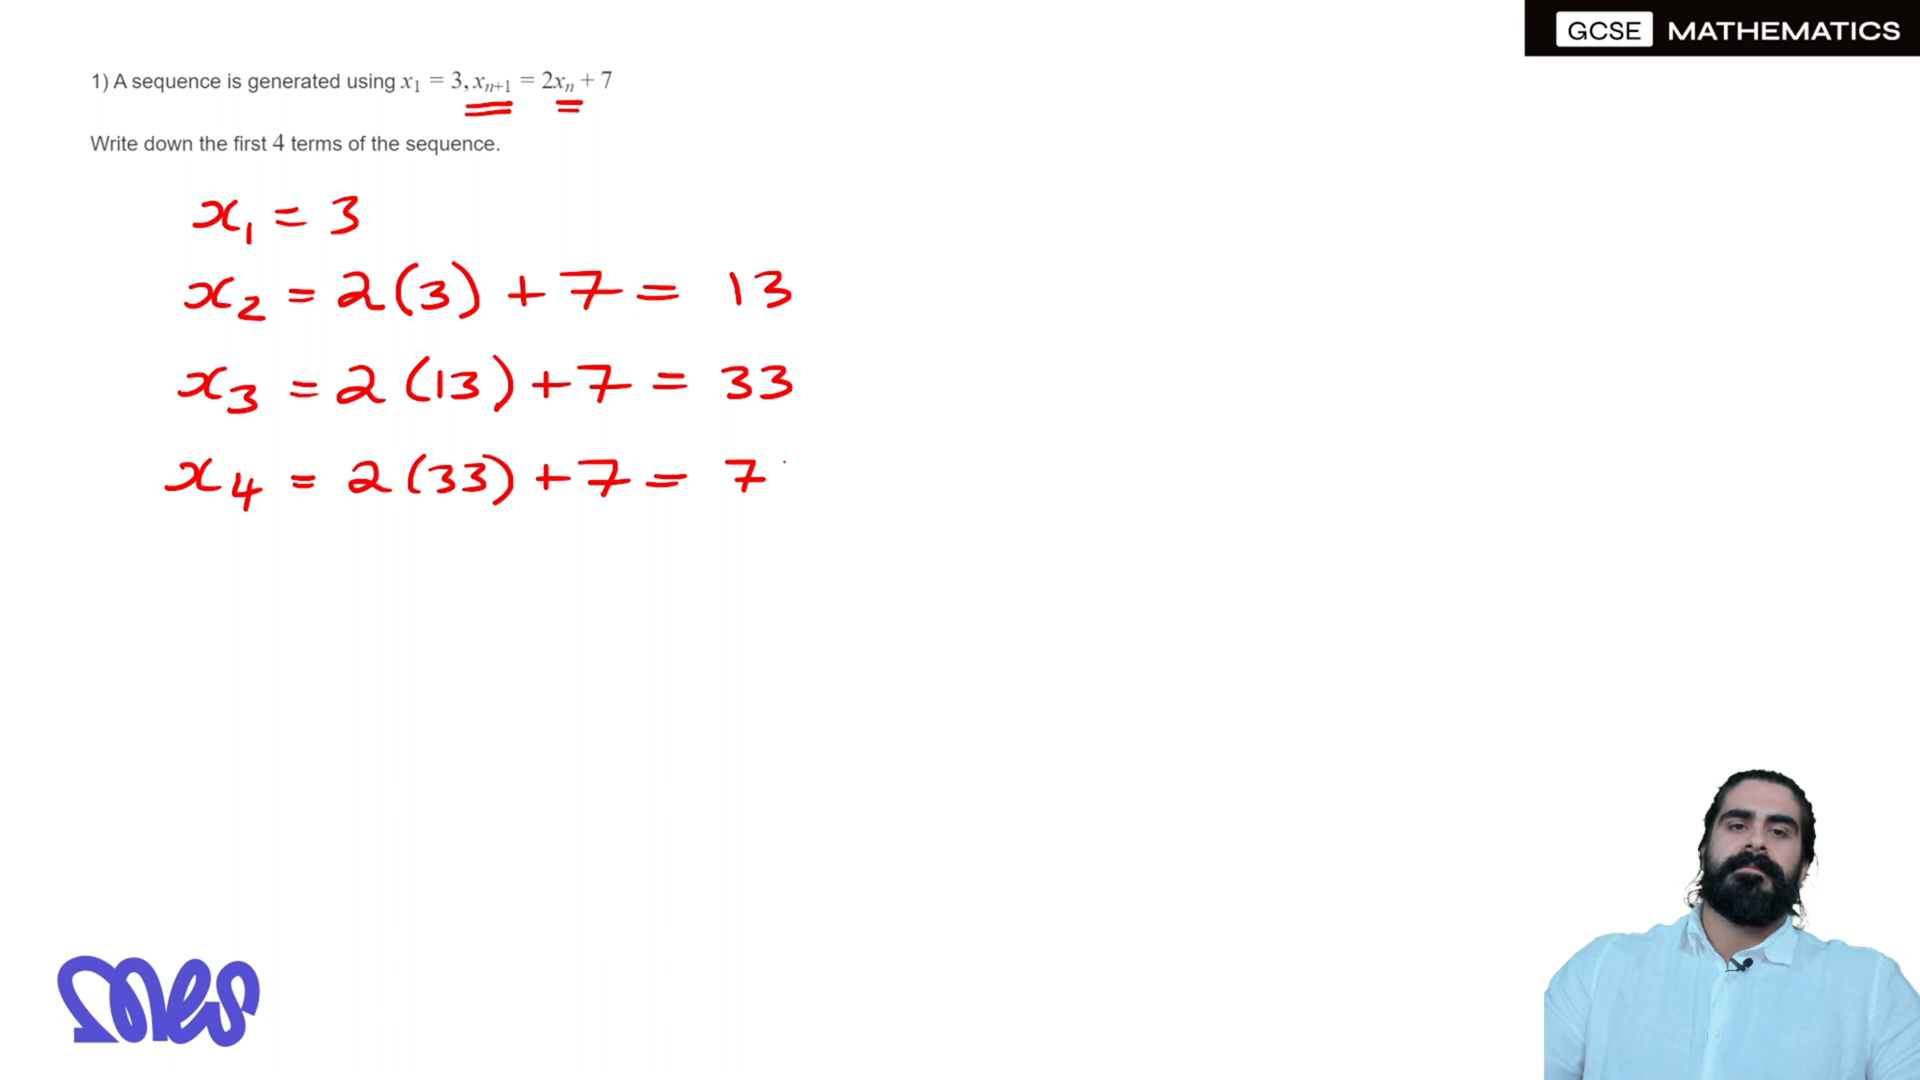 GCSE MATHEMATICS
1) A sequence is generated using x₁ = 3, xₙ₊₁ = 2xₙ + 7
Write down the first 4 terms of the sequence.
x₁ = 3
x₂ = 2(3) + 7 = 13
x₃ = 2(13) + 7 = 33
x₄ = 2(33) + 7 = 7
mes